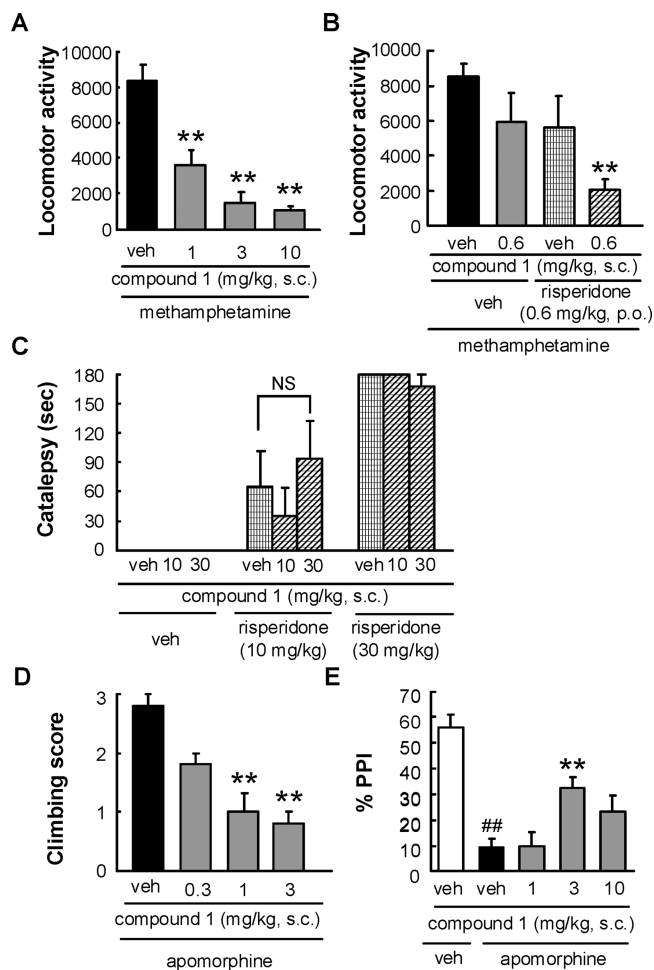 A
Locomotor activity
10000
8000
6000
4000
2000
0
**
**
**
veh 1 3 10
compound 1 (mg/kg, s.c.)
methamphetamine
B
Locomotor activity
10000
8000
6000
4000
2000
0
**
veh 0.6 veh 0.6
compound 1 (mg/kg, s.c.)
veh risperidone
(0.6 mg/kg, p.o.)
methamphetamine
C
Catalepsy (sec)
180
150
120
90
60
30
0
NS
veh 10 30 veh 10 30 veh 10 30
compound 1 (mg/kg, s.c.)
veh risperidone risperidone
(10 mg/kg) (30 mg/kg)
D
Climbing score
3
2
1
0
**
**
veh 0.3 1 3
compound 1 (mg/kg, s.c.)
apomorphine
E
% PPI
70
60
50
40
30
20
10
0
##
**
veh veh 1 3 10
compound 1 (mg/kg, s.c.)
veh apomorphine